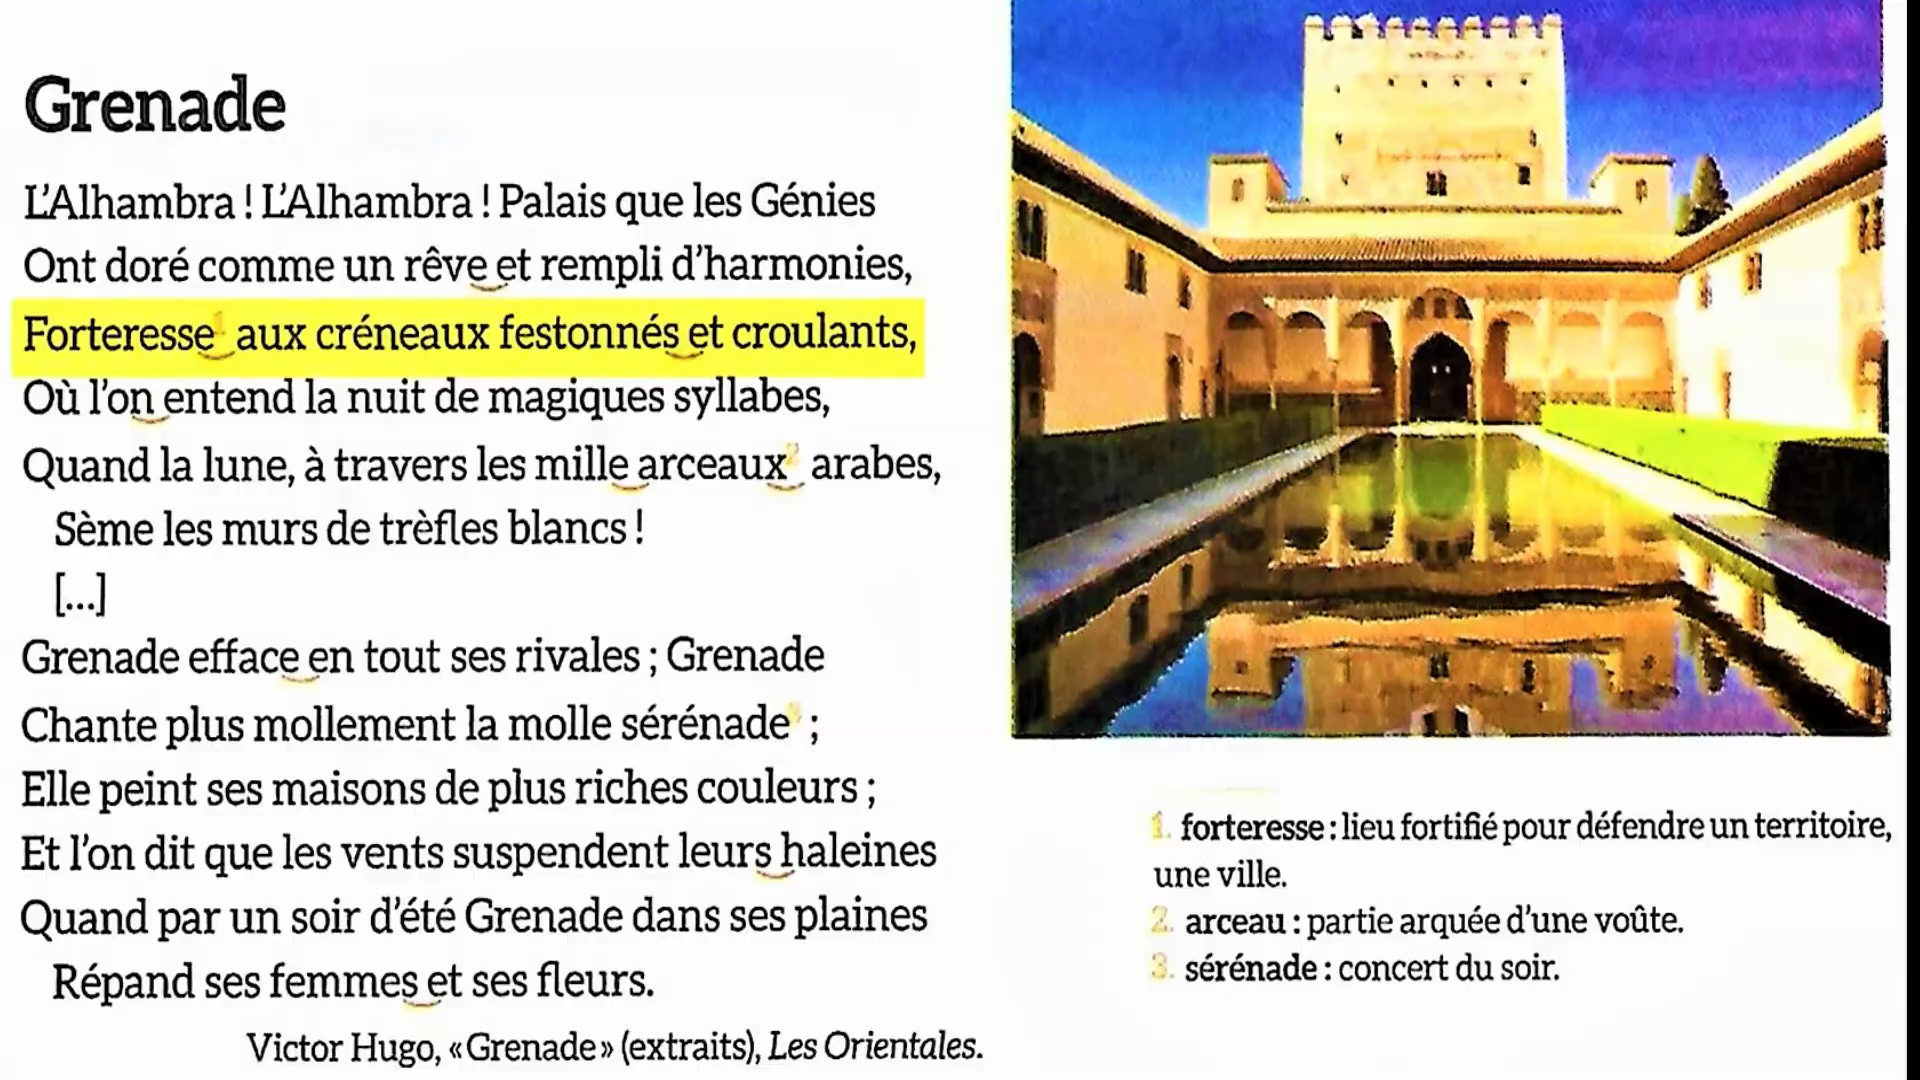 Grenade
L'Alhambra ! L'Alhambra ! Palais que les Génies
Ont doré comme un rêve et rempli d'harmonies,
Forteresse¹ aux créneaux festonnés et croulants,
Où l'on entend la nuit de magiques syllabes,
Quand la lune, à travers les mille arceaux² arabes,
Sème les murs de trèfles blancs !
[...]
Grenade efface en tout ses rivales ; Grenade
Chante plus mollement la molle sérénade³ ;
Elle peint ses maisons de plus riches couleurs ;
Et l'on dit que les vents suspendent leurs haleines
Quand par un soir d'été Grenade dans ses plaines
Répand ses femmes et ses fleurs.
Victor Hugo, « Grenade » (extraits), Les Orientales.
1. forteresse : lieu fortifié pour défendre un territoire,
une ville.
2. arceau : partie arquée d'une voûte.
3. sérénade : concert du soir.